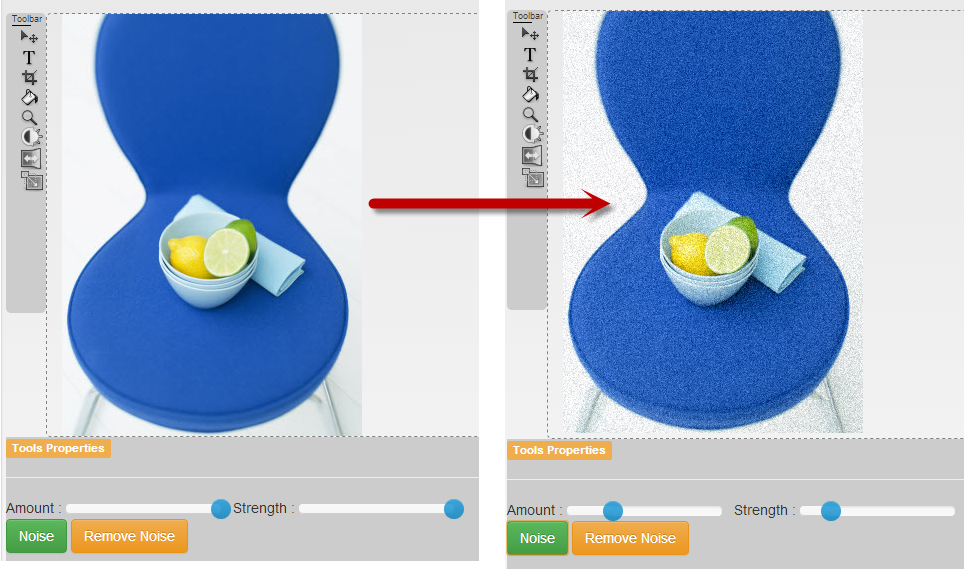 Toolbar
T
Tools Properties
Amount :
Strength :
Noise
Remove Noise
Toolbar
T
Tools Properties
Amount :
Strength :
Noise
Remove Noise